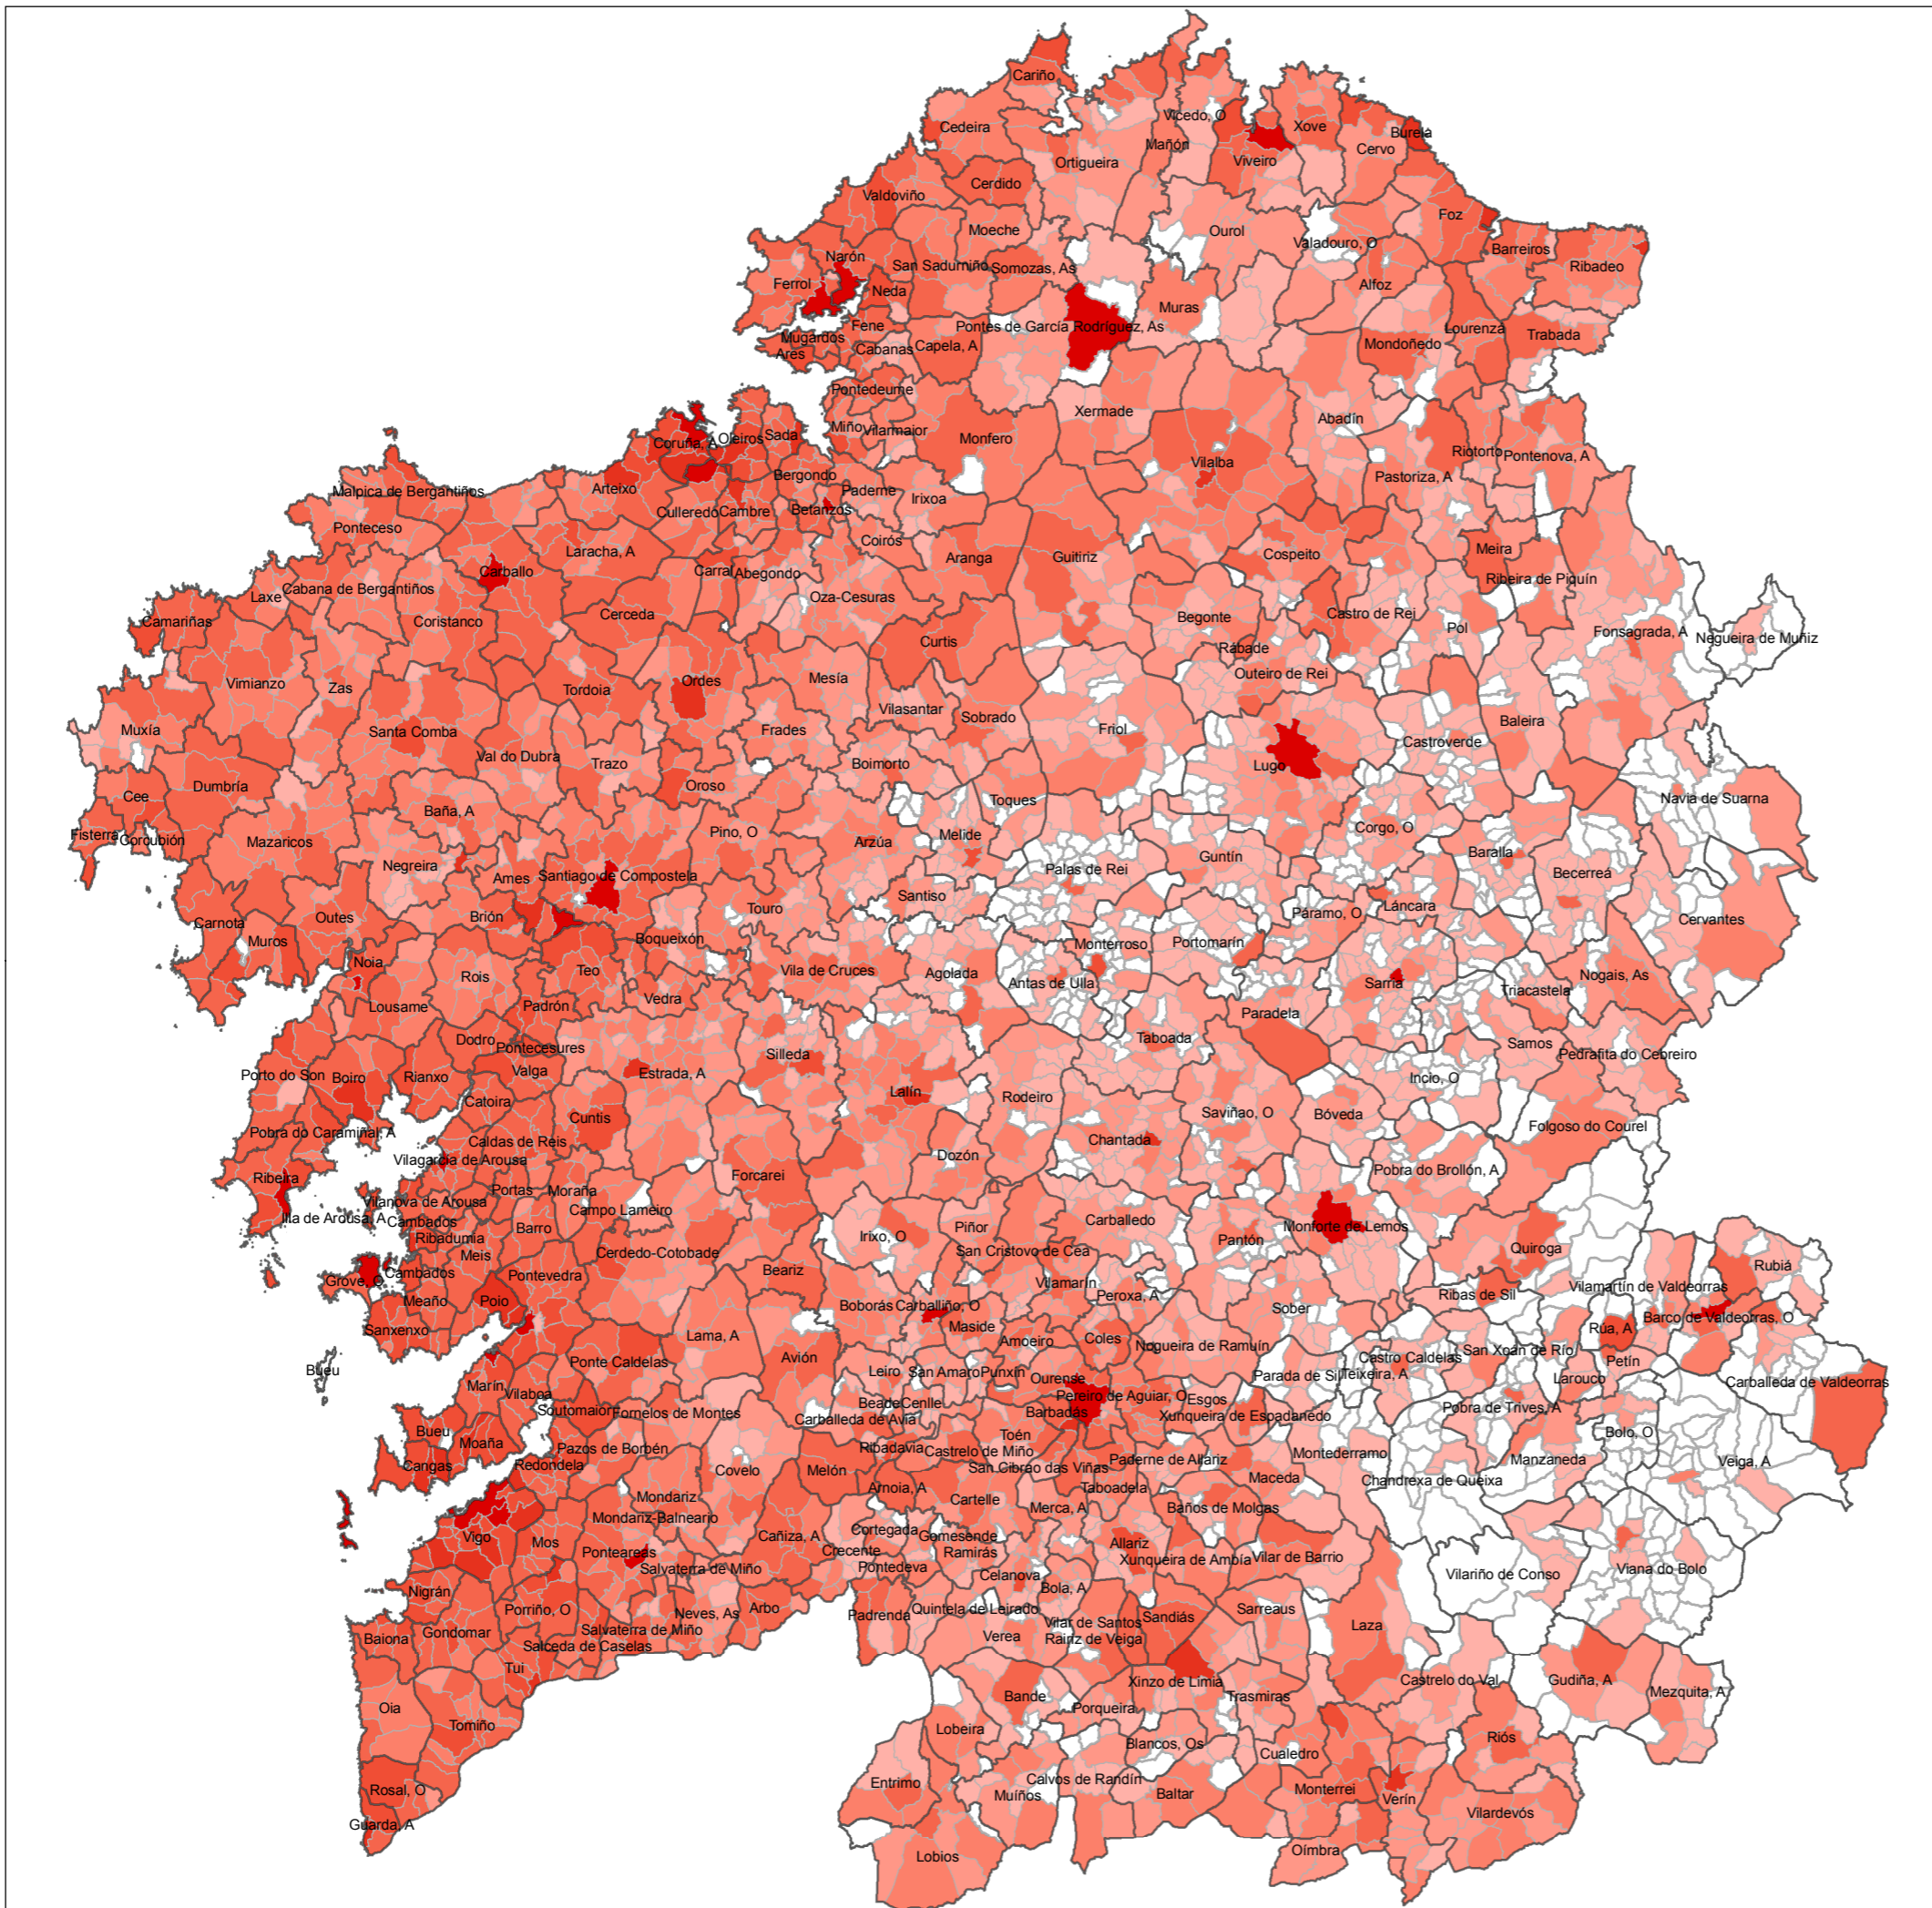 Cariño
Vicedo, O
Xove
Burela
Cedeira
Mañón
Cervo
Ortigueira
Viveiro
Cerdido
Valdoviño
Foz
Moeche
Ourol
Valadouro, O
Barreiros
Narón
San Sadurniño
Somozas, As
Ribadeo
Ferrol
Neda
Alfoz
Muras
Fene
Pontes de García Rodríguez, As
Lourenza
Mugardos
Trabada
Ares
Cabanas
Capela, A
Mondoñedo
Pontedeume
Xermade
Abadín
Miño
Vilarmaior
Monfero
Coruña, A
Oleiros
Sada
Riotorto
Pontenova, A
Vilalba
Bergondo
Pastoriza, A
Arteixo
Malpica de Bergantiños
Paderne
Irixoa
Culleredo
Cambre
Betanzos
Ponteceso
Coirós
Laracha, A
Aranga
Guitiriz
Cospeito
Meira
Carballo
Carral
Abegondo
Ribeira de Piquín
Laxe
Cabana de Bergantiños
Oza-Cesuras
Camariñas
Coristanco
Cerceda
Begonte
Castro de Rei
Pol
Fonsagrada, A
Negueira de Muñiz
Curtis
Rábade
Vimianzo
Zas
Tordoia
Ordes
Mesía
Outeiro de Rei
Vilasantar
Sobrado
Muxía
Santa Comba
Frades
Friol
Baleira
Castroverde
Val do Dubra
Trazo
Boimorto
Lugo
Cee
Dumbría
Oroso
Toques
Navia de Suarna
Baña, A
Fisterra
Corcubión
Mazaricos
Pino, O
Arzúa
Melide
Corgo, O
Baralla
Negreira
Ames
Santiago de Compostela
Palas de Rei
Guntín
Becerreá
Santiso
Touro
Páramo, O
Láncara
Carnota
Outes
Brión
Cervantes
Muros
Boqueixón
Monterroso
Portomarín
Noia
Rois
Teo
Vila de Cruces
Agolada
Antas de Ulla
Sarria
Triacastela
Nogais, As
Lousame
Padrón
Vedra
Paradela
Dodro
Pontecesures
Taboada
Samos
Pedrafita do Cebreiro
Silleda
Porto do Son
Boiro
Rianxo
Valga
Estrada, A
Lalín
Rodeiro
Incio, O
Catoira
Cuntis
Saviñao, O
Bóveda
Folgoso do Courel
Pobra do Caramiñal, A
Caldas de Reis
Chantada
Vilagarcía de Arousa
Dozón
Ribeira
Forcarei
Pobra do Brollón, A
Portas
Moraña
Vilanova de Arousa
Illa de Arousa, A
Campo Lameiro
Cambados
Barro
Piñor
Carballedo
Monforte de Lemos
Ribadumia
Irixo, O
Pantón
Meis
Cerdedo-Cotobade
San Cristovo de Cea
Quiroga
Grove, O
Cambados
Pontevedra
Beariz
Vilamarín
Rubiá
Meaño
Poio
Peroxa, A
Ribas de Sil
Vilamartín de Valdeorras
Boborás
Carballiño, O
Sober
Barco de Valdeorras, O
Sanxenxo
Lama, A
Maside
Amoeiro
Coles
Nogueira de Ramuín
Rúa, A
Ponte Caldelas
Avión
San Xoán de Río
Petín
Bueu
Leiro
San Amaro
Punxín
Ourense
Parada de Sil
Castro Caldelas
Teixeira, A
Larouco
Carballeda de Valdeorras
Marín
Vilaboa
Pereiro de Aguiar, O
Esgos
Soutomaior
Fornelos de Montes
Beade
Cenlle
Barbadás
Xunqueira de Espadanedo
Pobra de Trives, A
Carballeda de Avia
Bueu
Moaña
Pazos de Borbén
Ribadavia
Castrelo de Miño
Toén
Bolo, O
Cangas
Redondela
Covelo
Melón
San Cibrao das Viñas
Paderne de Allariz
Montederramo
Manzaneda
Veiga, A
Arnoia, A
Taboadela
Maceda
Chandrexa de Queixa
Mondariz
Cartelle
Merca, A
Baños de Molgas
Mondariz-Balneario
Vigo
Mos
Cañiza, A
Cortegada
Gomesende
Ponteareas
Crecente
Ramirás
Allariz
Salvaterra de Miño
Pontedeva
Xunqueira de Ambía
Vilar de Barrio
Viana do Bolo
Nigrán
Celanova
Bola, A
Vilariño de Conso
Porriño, O
Neves, As
Arbo
Padrenda
Quintela de Leirado
Vilar de Santos
Sandiás
Sarreaus
Laza
Baiona
Gondomar
Salvaterra de Miño
Verea
Rairiz de Veiga
Salceda de Caselas
Tui
Xinzo de Limia
Castrelo do Val
Gudiña, A
Mezquita, A
Oia
Bande
Porqueira
Trasmiras
Tomiño
Lobeira
Riós
Blancos, Os
Cualedro
Rosal, O
Entrimo
Calvos de Randín
Muíños
Baltar
Monterrei
Verín
Vilardevós
Guarda, A
Lobios
Oímbra